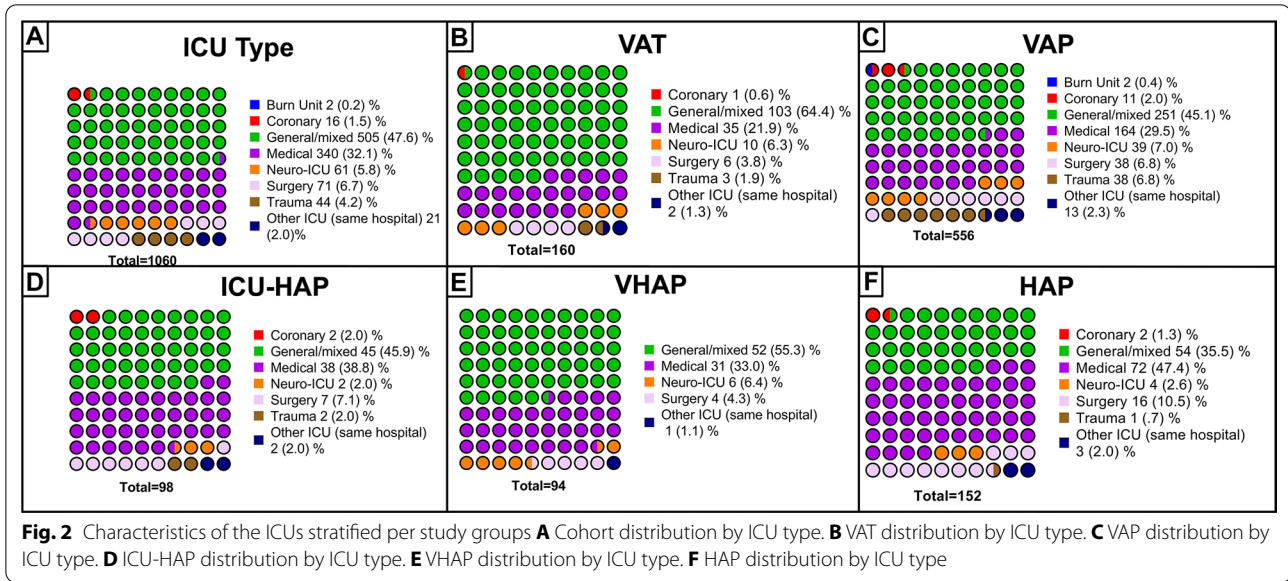 A
ICU Type
Burn Unit 2 (0.2) %
Coronary 16 (1.5) %
General/mixed 505 (47.6) %
Medical 340 (32.1) %
Neuro-ICU 61 (5.8) %
Surgery 71 (6.7) %
Trauma 44 (4.2) %
Other ICU (same hospital) 21
(2.0)%
Total=1060
B
VAT
Coronary 1 (0.6) %
General/mixed 103 (64.4) %
Medical 35 (21.9) %
Neuro-ICU 10 (6.3) %
Surgery 6 (3.8) %
Trauma 3 (1.9) %
Other ICU (same hospital)
2 (1.3) %
Total=160
C
VAP
Burn Unit 2 (0.4) %
Coronary 11 (2.0) %
General/mixed 251 (45.1) %
Medical 164 (29.5) %
Neuro-ICU 39 (7.0) %
Surgery 38 (6.8) %
Trauma 38 (6.8) %
Other ICU (same hospital)
13 (2.3) %
Total=556
D
ICU-HAP
Coronary 2 (2.0) %
General/mixed 45 (45.9) %
Medical 38 (38.8) %
Neuro-ICU 2 (2.0) %
Surgery 7 (7.1) %
Trauma 2 (2.0) %
Other ICU (same hospital)
2 (2.0) %
Total=98
E
VHAP
General/mixed 52 (55.3) %
Medical 31 (33.0) %
Neuro-ICU 6 (6.4) %
Surgery 4 (4.3) %
Other ICU (same hospital)
1 (1.1) %
Total=94
F
HAP
Coronary 2 (1.3) %
General/mixed 54 (35.5) %
Medical 72 (47.4) %
Neuro-ICU 4 (2.6) %
Surgery 16 (10.5) %
Trauma 1 (.7) %
Other ICU (same hospital)
3 (2.0) %
Total=152
Fig. 2 Characteristics of the ICUs stratified per study groups A Cohort distribution by ICU type. B VAT distribution by ICU type. C VAP distribution by
ICU type. D ICU-HAP distribution by ICU type. E VHAP distribution by ICU type. F HAP distribution by ICU type